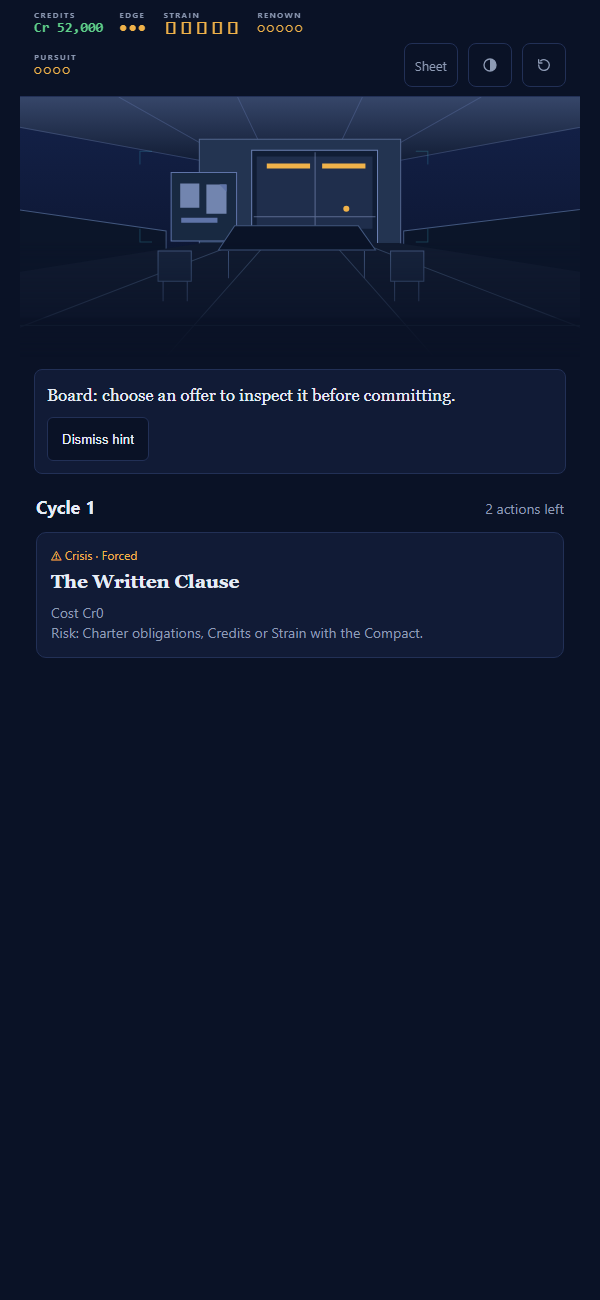 CREDITS EDGE STRAIN RENOWN
Cr 52,000
PURSUIT
Sheet
Board: choose an offer to inspect it before committing.
Dismiss hint
Cycle 1 2 actions left
⚠ Crisis · Forced
The Written Clause
Cost Cr0
Risk: Charter obligations, Credits or Strain with the Compact.